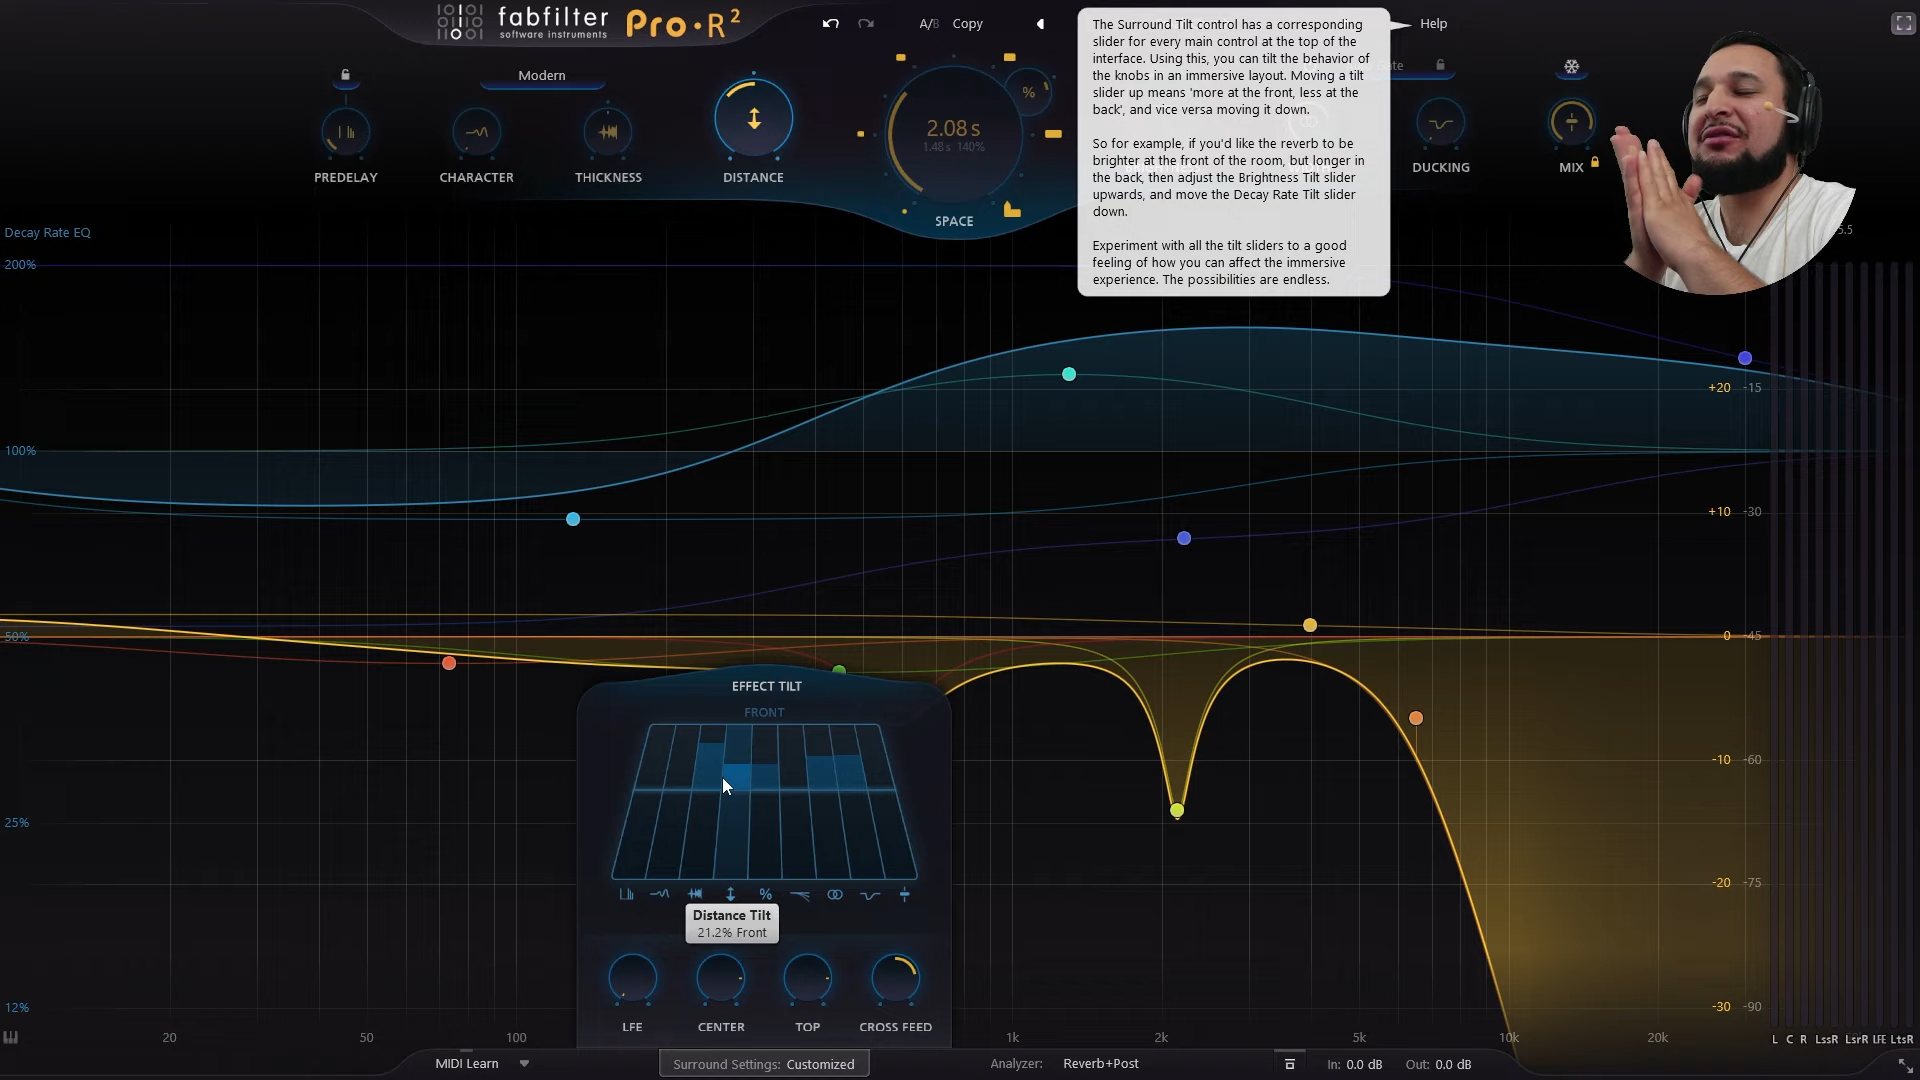 fabfilter
software instruments
Pro·R²
A/B Copy
Help
The Surround Tilt control has a corresponding
slider for every main control at the top of the
interface. Using this, you can tilt the behavior of
the knobs in an immersive layout. Moving a tilt
slider up means 'more at the front, less at the
back', and vice versa moving it down.
So for example, if you'd like the reverb to be
brighter at the front of the room, but longer in
the back, then adjust the Brightness Tilt slider
upwards, and move the Decay Rate Tilt slider
down.
Experiment with all the tilt sliders to a good
feeling of how you can affect the immersive
experience. The possibilities are endless.
Modern
%
2.08 s
1.48 s 140%
PREDELAY
CHARACTER
THICKNESS
DISTANCE
SPACE
DUCKING
MIX
Decay Rate EQ
200%
100%
50%
25%
12%
5.5
+20 -15
+10 -30
0 -45
-10 -60
-20 -75
-30 -90
EFFECT TILT
FRONT
%
Distance Tilt
21.2% Front
LFE
CENTER
TOP
CROSS FEED
20
50
100
1k
2k
5k
10k
20k
L C R LssR LsrR LFE LtsR
MIDI Learn
Surround Settings: Customized
Analyzer: Reverb+Post
In: 0.0 dB
Out: 0.0 dB